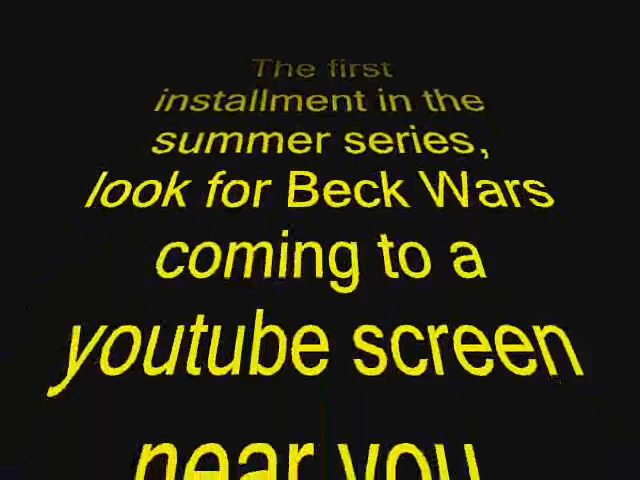 The first
installment in the
summer series,
look for Beck Wars
coming to a
youtube screen
near you